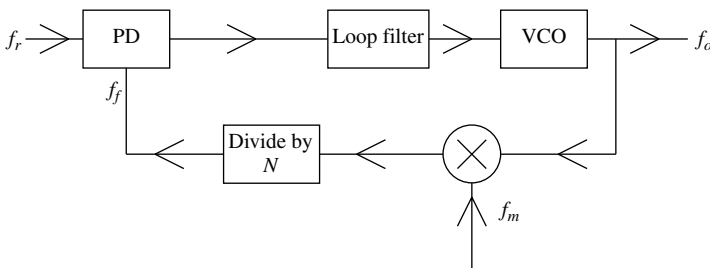 f_r
PD
Loop filter
VCO
f_o
f_f
Divide by
N
f_m